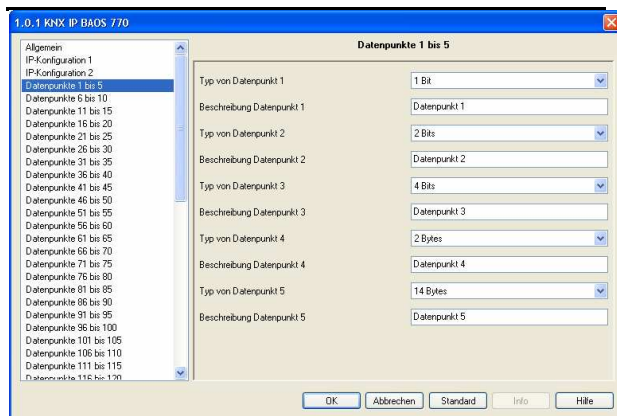 1.0.1 KNX IP BAOS 770
Allgemein
IP-Konfiguration 1
IP-Konfiguration 2
Datenpunkte 1 bis 5
Datenpunkte 6 bis 10
Datenpunkte 11 bis 15
Datenpunkte 16 bis 20
Datenpunkte 21 bis 25
Datenpunkte 26 bis 30
Datenpunkte 31 bis 35
Datenpunkte 36 bis 40
Datenpunkte 41 bis 45
Datenpunkte 46 bis 50
Datenpunkte 51 bis 55
Datenpunkte 56 bis 60
Datenpunkte 61 bis 65
Datenpunkte 66 bis 70
Datenpunkte 71 bis 75
Datenpunkte 76 bis 80
Datenpunkte 81 bis 85
Datenpunkte 86 bis 90
Datenpunkte 91 bis 95
Datenpunkte 96 bis 100
Datenpunkte 101 bis 105
Datenpunkte 106 bis 110
Datenpunkte 111 bis 115
Datenpunkte 116 bis 120
Datenpunkte 1 bis 5
Typ von Datenpunkt 1 1 Bit
Beschreibung Datenpunkt 1 Datenpunkt 1
Typ von Datenpunkt 2 2 Bits
Beschreibung Datenpunkt 2 Datenpunkt 2
Typ von Datenpunkt 3 4 Bits
Beschreibung Datenpunkt 3 Datenpunkt 3
Typ von Datenpunkt 4 2 Bytes
Beschreibung Datenpunkt 4 Datenpunkt 4
Typ von Datenpunkt 5 14 Bytes
Beschreibung Datenpunkt 5 Datenpunkt 5
OK Abbrechen Standard Info Hilfe